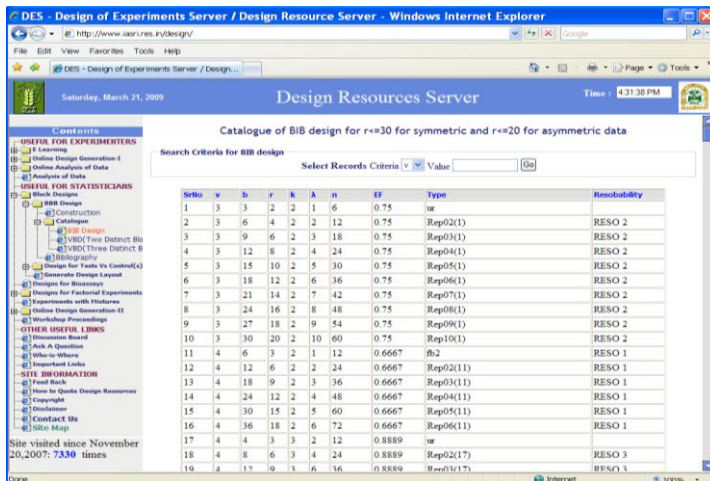 DES - Design of Experiments Server / Design Resource Server - Windows Internet Explorer
http://www.iasri.res.in/design/
Google
File Edit View Favorites Tools Help
DES - Design of Experiments Server / Design...
Page Tools
Saturday, March 21, 2009
Design Resources Server
Time : 4:31:38 PM
Contents
USEFUL FOR EXPERIMENTERS
E Learning
Online Design Generation-I
Online Analysis of Data
Analysis of Data
USEFUL FOR STATISTICIANS
Block Designs
BBB Design
Construction
Catalogue
BIB Design
VBD(Two Distinct Blo
VBD(Three Distinct B
Bibliography
Design for Tests Vs Control(s)
Generate Design Layout
Designs for Bioassays
Designs for Factorial Experiments
Experiments with Mixtures
Online Design Generation-II
Workshop Proceedings
OTHER USEFUL LINKS
Discussion Board
Ask A Question
Who-is-Where
Important Links
SITE INFORMATION
Feed Back
How to Quote Design Resources
Copyright
Disclaimer
Contact Us
Site Map
Site visited since November
20,2007: 7330 times
Catalogue of BIB design for r<=30 for symmetric and r<=20 for asymmetric data
Search Criteria for BIB design
Select Records Criteria v Value Go
SrNo v b r k λ n EF Type Resobability
1 3 3 2 2 1 6 0.75 ur
2 3 6 4 2 2 12 0.75 Rep02(1) RESO 2
3 3 9 6 2 3 18 0.75 Rep03(1) RESO 2
4 3 12 8 2 4 24 0.75 Rep04(1) RESO 2
5 3 15 10 2 5 30 0.75 Rep05(1) RESO 2
6 3 18 12 2 6 36 0.75 Rep06(1) RESO 2
7 3 21 14 2 7 42 0.75 Rep07(1) RESO 2
8 3 24 16 2 8 48 0.75 Rep08(1) RESO 2
9 3 27 18 2 9 54 0.75 Rep09(1) RESO 2
10 3 30 20 2 10 60 0.75 Rep10(1) RESO 2
11 4 6 3 2 1 12 0.6667 fb2 RESO 1
12 4 12 6 2 2 24 0.6667 Rep02(11) RESO 1
13 4 18 9 2 3 36 0.6667 Rep03(11) RESO 1
14 4 24 12 2 4 48 0.6667 Rep04(11) RESO 1
15 4 30 15 2 5 60 0.6667 Rep05(11) RESO 1
16 4 36 18 2 6 72 0.6667 Rep06(11) RESO 1
17 4 4 3 3 2 12 0.8889 ur
18 4 8 6 3 4 24 0.8889 Rep02(17) RESO 3
19 4 12 9 3 6 36 0.8889 Rep03(17) RESO 3
Done
Internet
100%